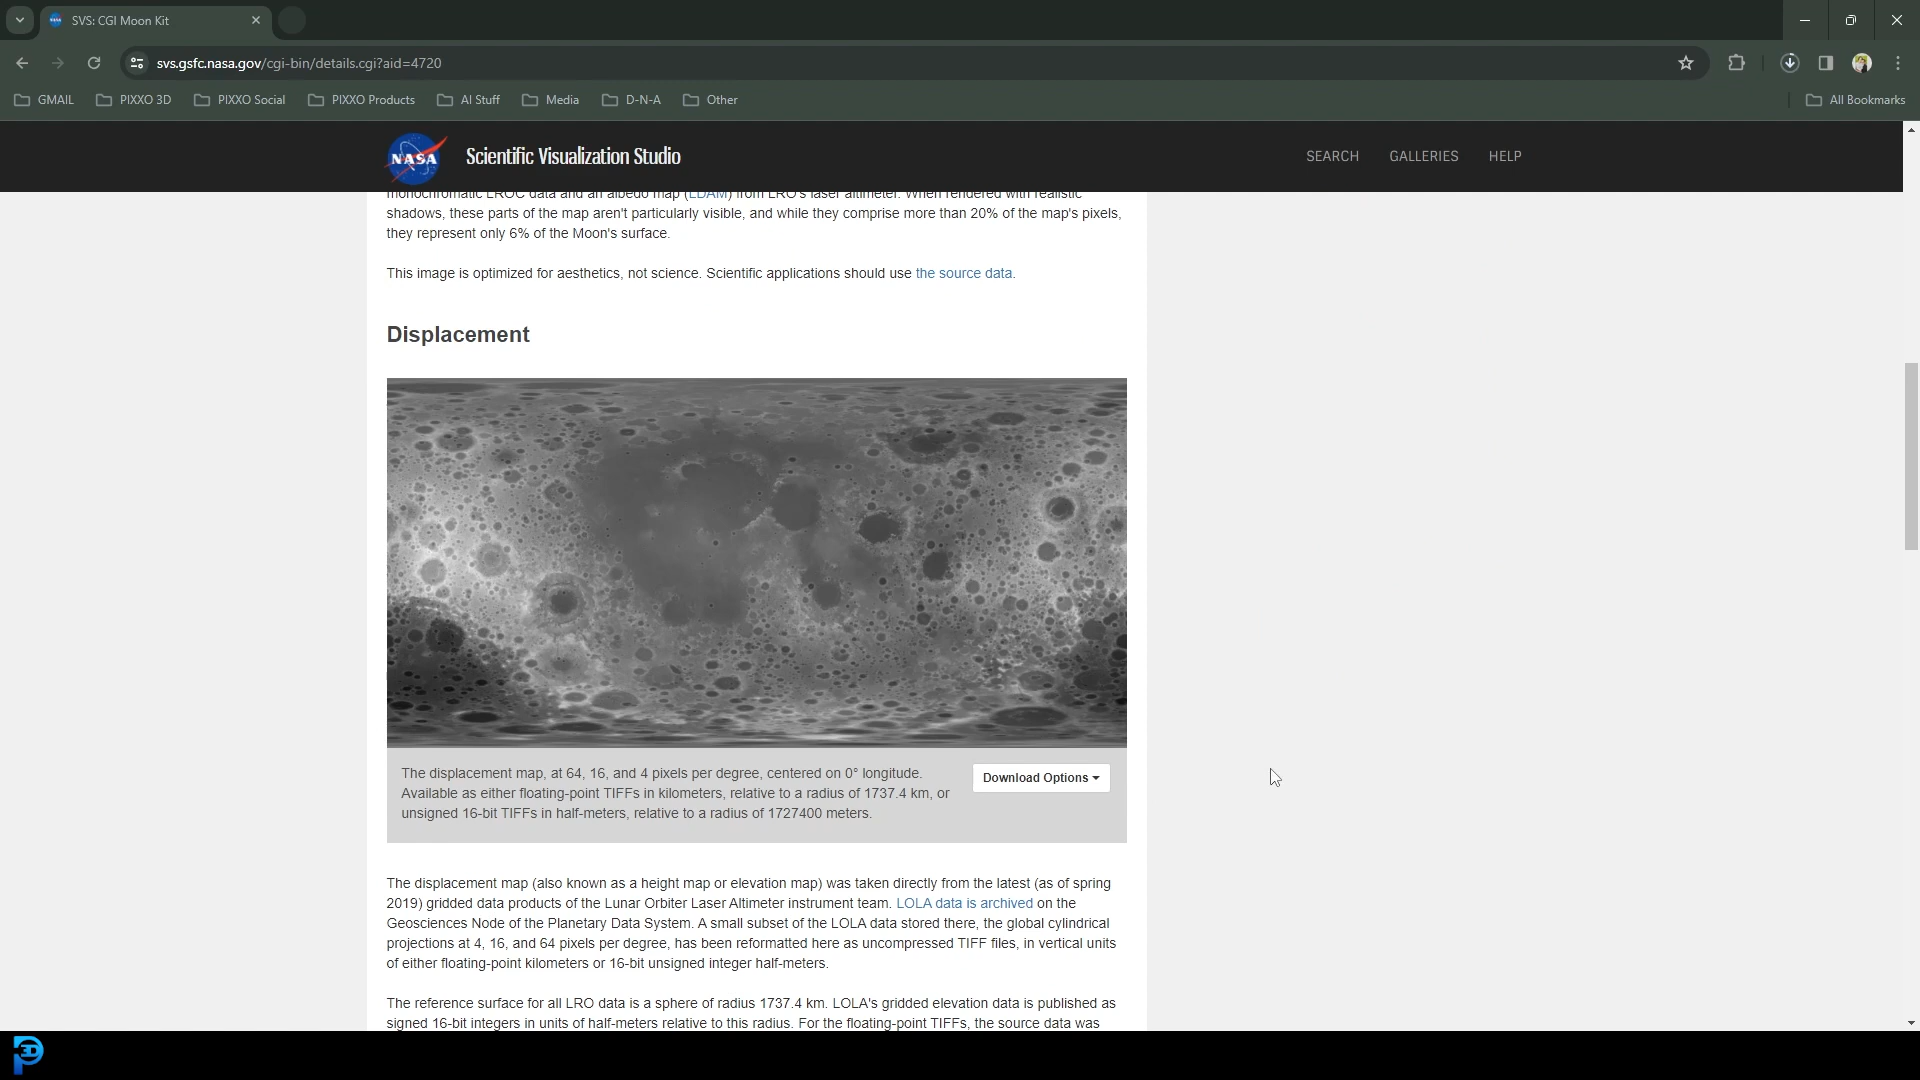 SVS: CGI Moon Kit
svs.gsfc.nasa.gov/cgi-bin/details.cgi?aid=4720
GMAIL PIXXO 3D PIXXO Social PIXXO Products AI Stuff Media D-N-A Other All Bookmarks
NASA Scientific Visualization Studio SEARCH GALLERIES HELP
monochromatic LROC data and an albedo map (LDAM) from LRO's laser altimeter. When rendered with realistic
shadows, these parts of the map aren't particularly visible, and while they comprise more than 20% of the map's pixels,
they represent only 6% of the Moon's surface.
This image is optimized for aesthetics, not science. Scientific applications should use the source data.
Displacement
The displacement map, at 64, 16, and 4 pixels per degree, centered on 0° longitude.
Available as either floating-point TIFFs in kilometers, relative to a radius of 1737.4 km, or
unsigned 16-bit TIFFs in half-meters, relative to a radius of 1727400 meters.
Download Options
The displacement map (also known as a height map or elevation map) was taken directly from the latest (as of spring
2019) gridded data products of the Lunar Orbiter Laser Altimeter instrument team. LOLA data is archived on the
Geosciences Node of the Planetary Data System. A small subset of the LOLA data stored there, the global cylindrical
projections at 4, 16, and 64 pixels per degree, has been reformatted here as uncompressed TIFF files, in vertical units
of either floating-point kilometers or 16-bit unsigned integer half-meters.
The reference surface for all LRO data is a sphere of radius 1737.4 km. LOLA's gridded elevation data is published as
signed 16-bit integers in units of half-meters relative to this radius. For the floating-point TIFFs, the source data was